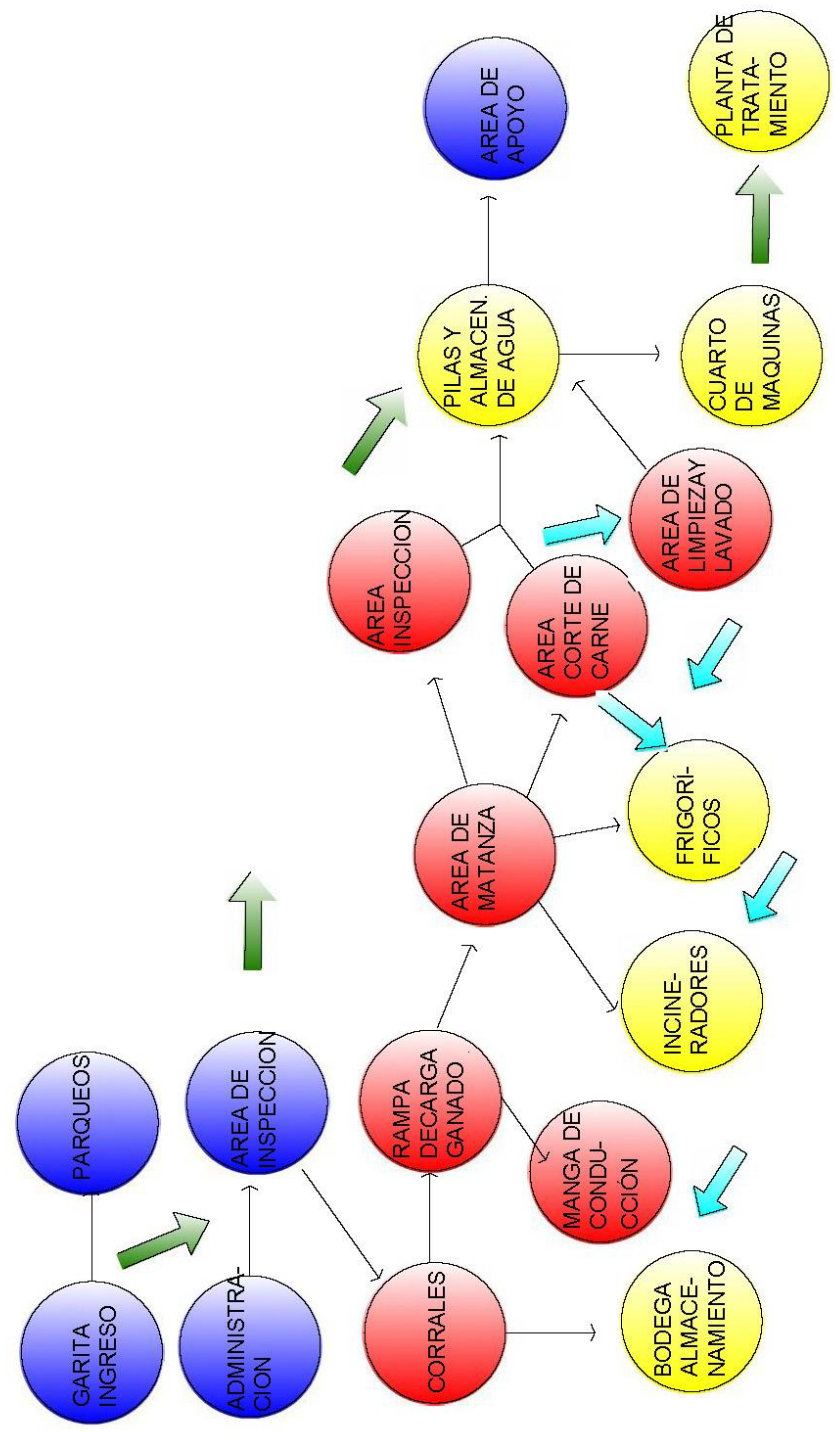 GARITA
INGRESO
PARQUEOS
ADMINISTRA-
CION
AREA DE
INSPECCION
CORRALES
RAMPA
DECARGA
GANADO
AREA
INSPECCION
AREA DE
MATANZA
PILAS Y
ALMACEN.
DE AGUA
AREA DE
APOYO
MANGA DE
CONDU-
CCIÓN
AREA
CORTE DE
CARNE
BODEGA
ALMACE-
NAMIENTO
INCINE-
RADORES
FRIGORÍ-
FICOS
AREA DE
LIMPIEZAY
LAVADO
CUARTO
DE
MAQUINAS
PLANTA DE
TRATA-
MIENTO